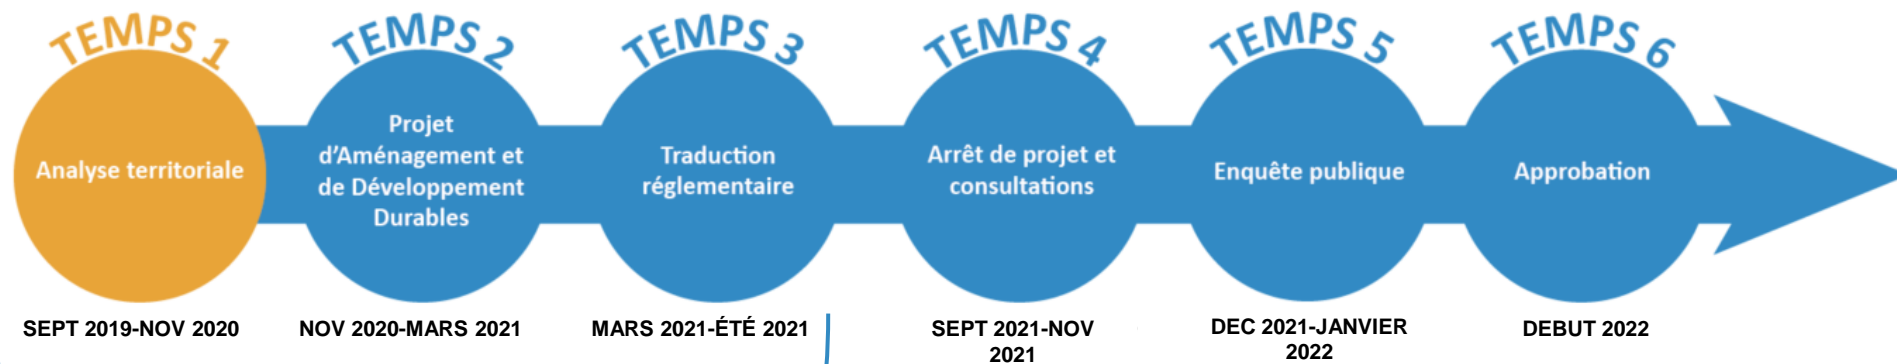 TEMPS 1
TEMPS 2
TEMPS 3
TEMPS 4
TEMPS 5
TEMPS 6
Analyse territoriale
Projet
d'Aménagement et
de Développement
Durables
Traduction
réglementaire
Arrêt de projet et
consultations
Enquête publique
Approbation
SEPT 2019-NOV 2020
NOV 2020-MARS 2021
MARS 2021-ÉTÉ 2021
SEPT 2021-NOV
2021
DEC 2021-JANVIER
2022
DEBUT 2022